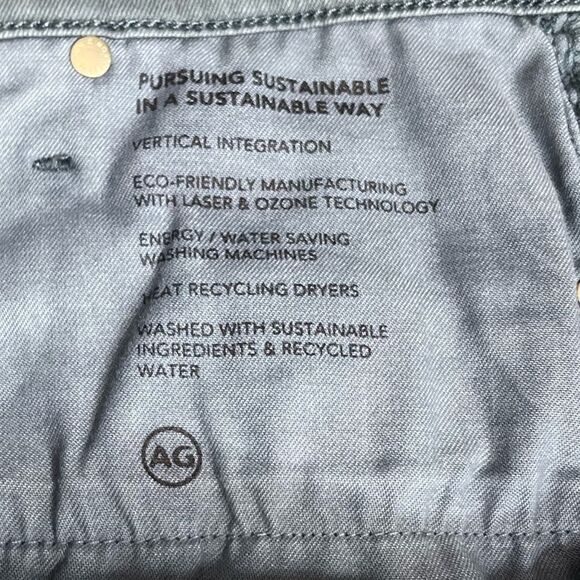 PURSUING SUSTAINABLE
IN A SUSTAINABLE WAY
VERTICAL INTEGRATION
ECO-FRIENDLY MANUFACTURING
WITH LASER & OZONE TECHNOLOGY
ENERGY / WATER SAVING
WASHING MACHINES
HEAT RECYCLING DRYERS
WASHED WITH SUSTAINABLE
INGREDIENTS & RECYCLED
WATER
AG